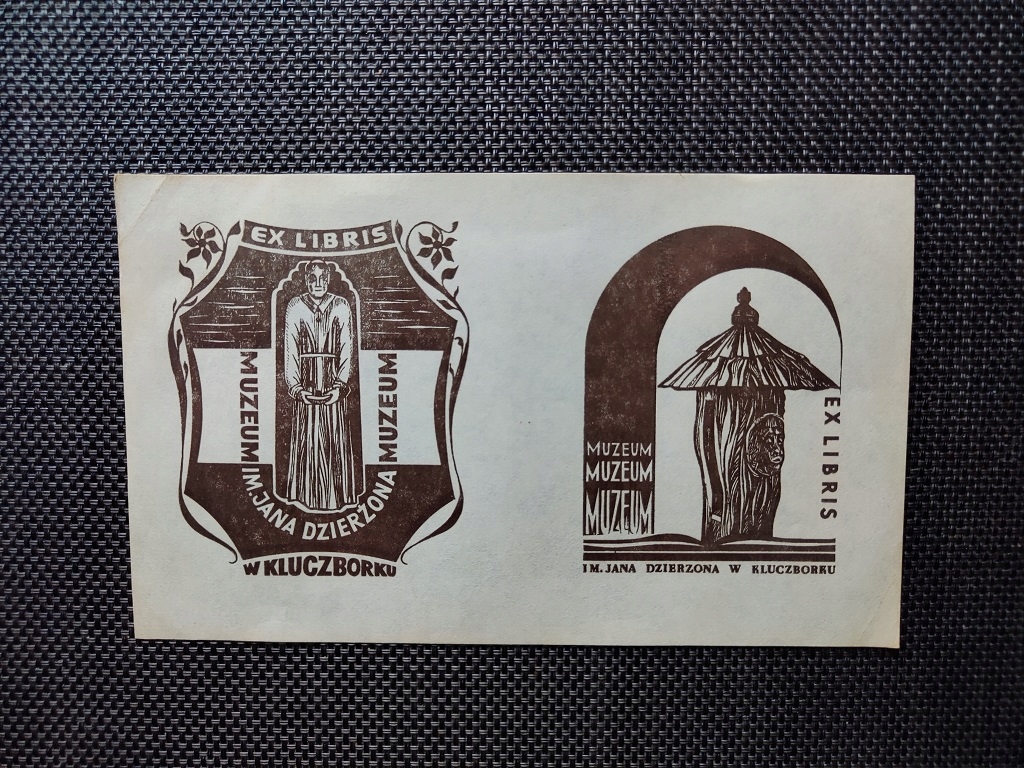 EX LIBRIS
MUZEUM
MUZEUM
IM. JANA DZIERŻONA
W KLUCZBORKU
MUZEUM
MUZEUM
MUZEUM
EX LIBRIS
IM. JANA DZIERZONA W KLUCZBORKU